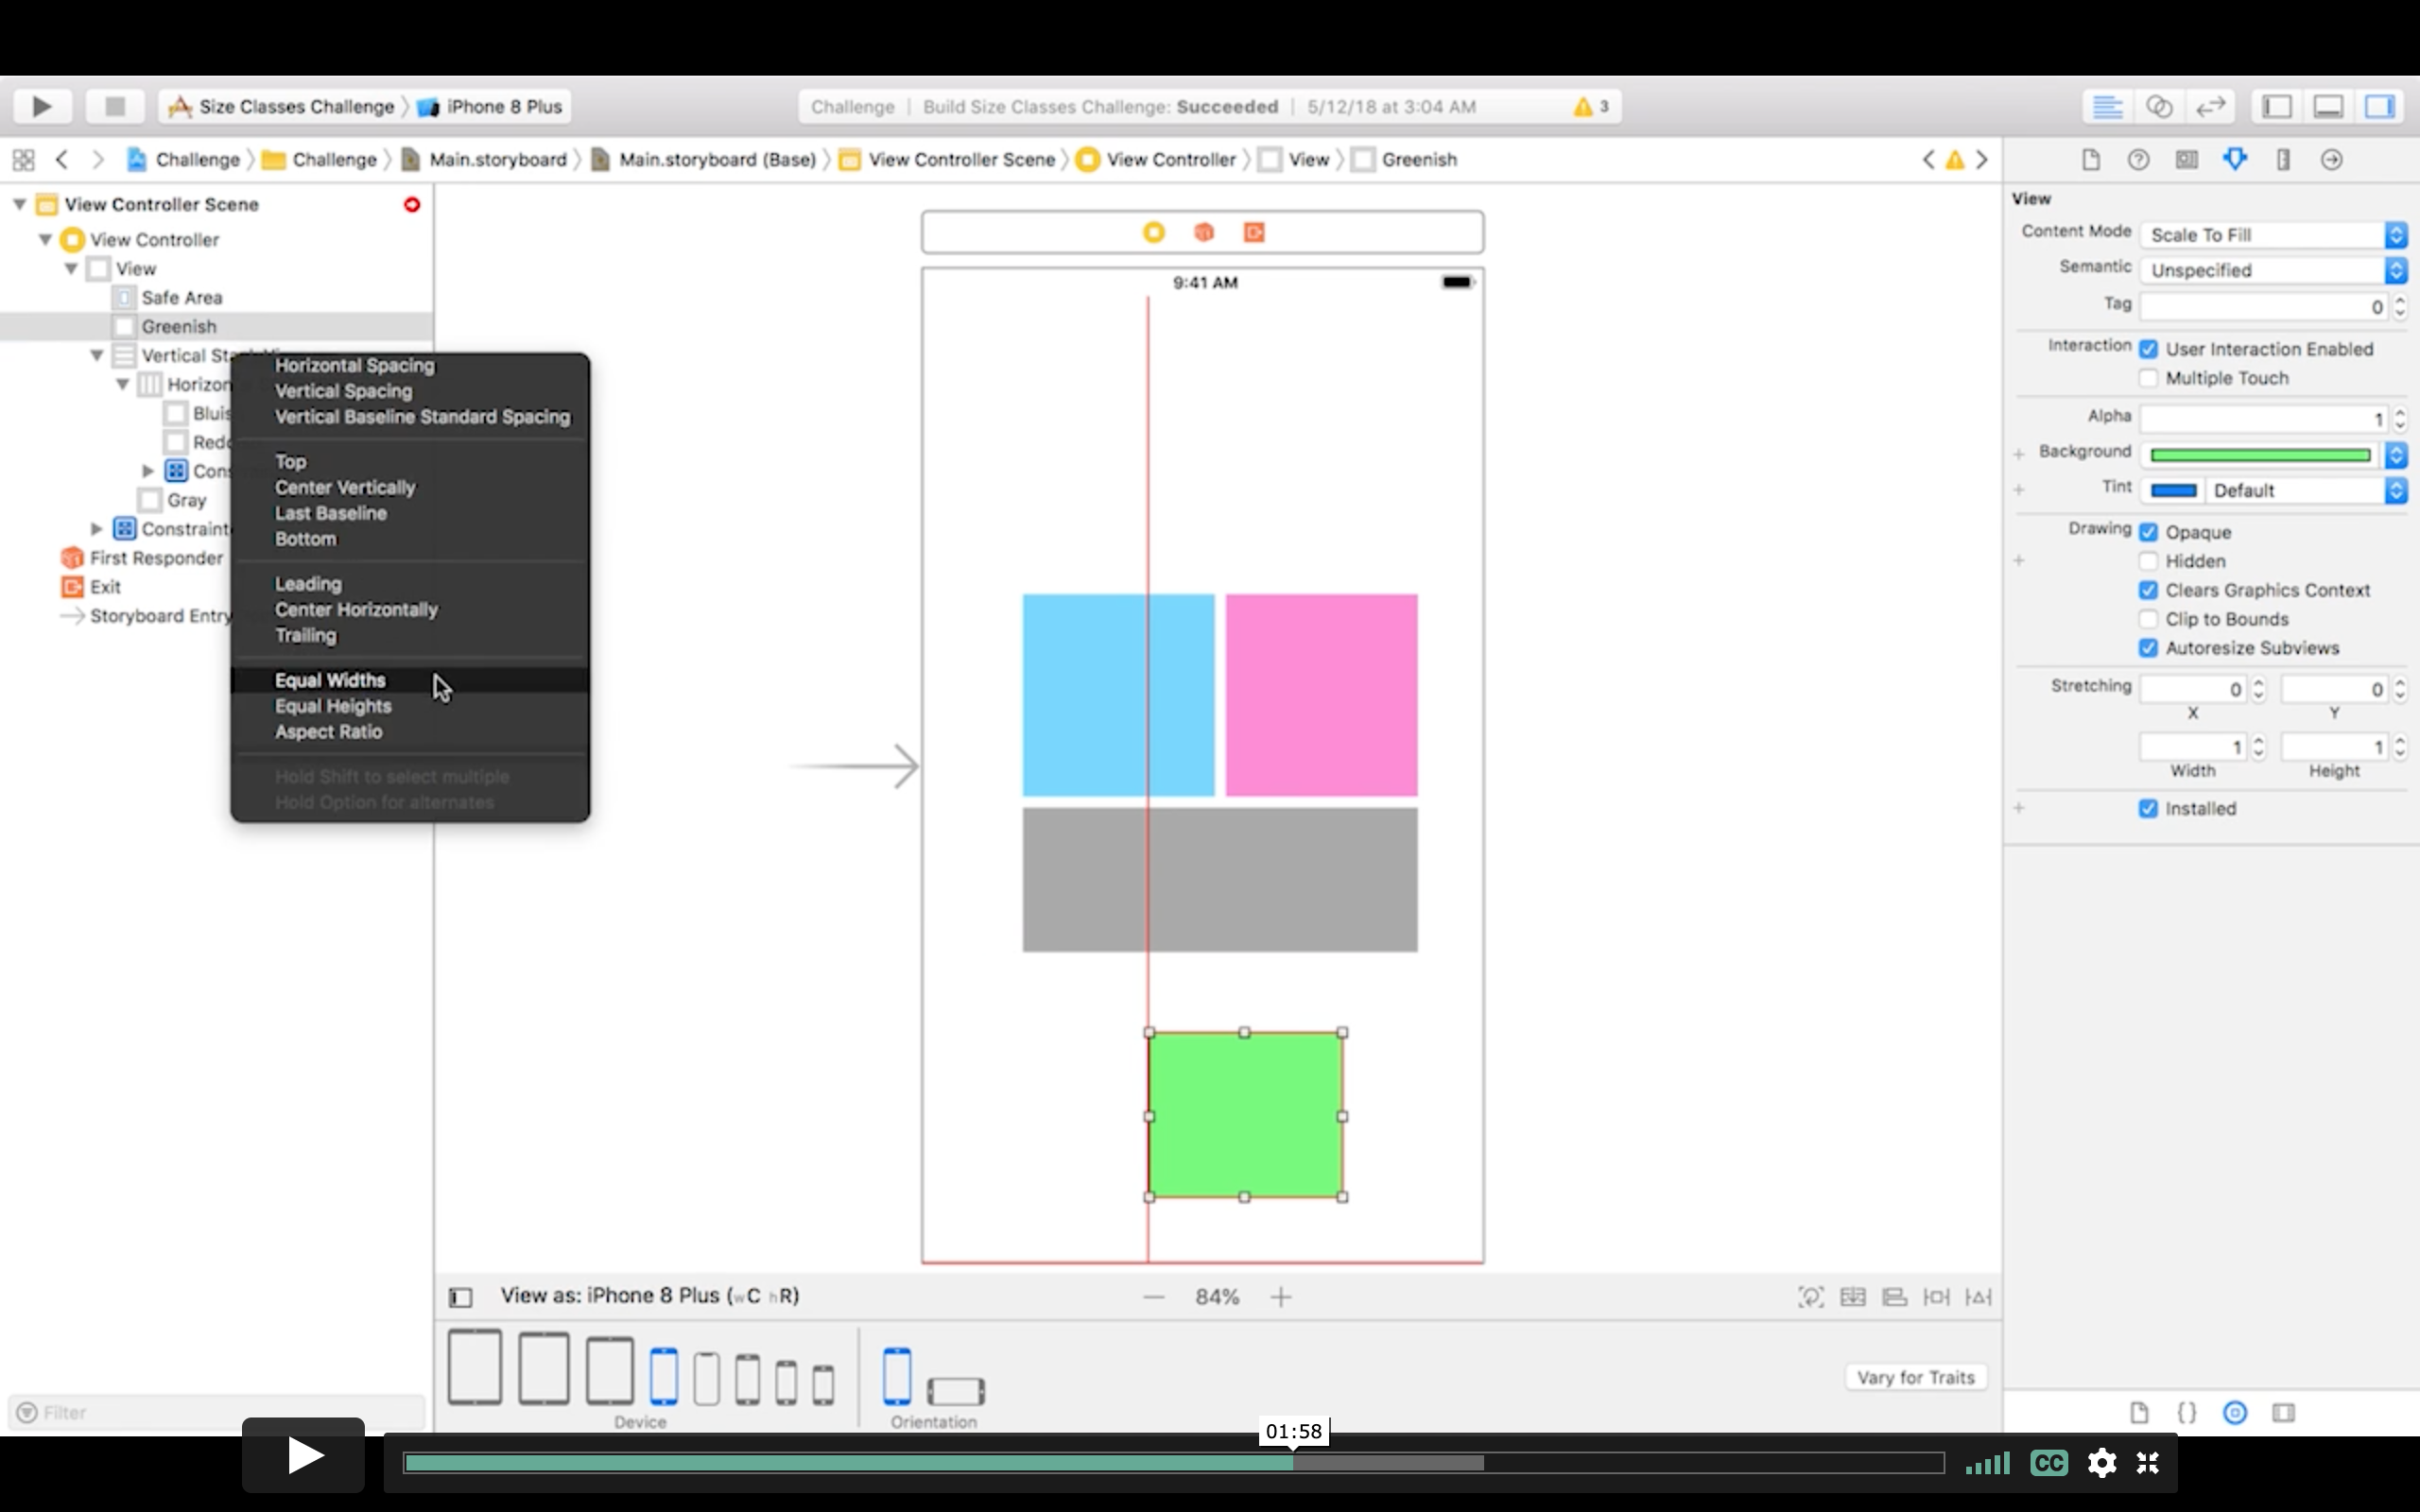 Size Classes Challenge
iPhone 8 Plus
Challenge | Build Size Classes Challenge: Succeeded | 5/12/18 at 3:04 AM
3
Challenge
Challenge
Main.storyboard
Main.storyboard (Base)
View Controller Scene
View Controller
View
Greenish
View Controller Scene
View Controller
View
Safe Area
Greenish
Vertical
Horizon
Bluis
Red
Con
Gray
Constraint
First Responder
Exit
Storyboard Entry
Horizontal Spacing
Vertical Spacing
Vertical Baseline Standard Spacing
Top
Center Vertically
Last Baseline
Bottom
Leading
Center Horizontally
Trailing
Equal Widths
Equal Heights
Aspect Ratio
Hold Shift to select multiple
Hold Option for alternates
9:41 AM
View
Content Mode Scale To Fill
Semantic Unspecified
Tag 0
Interaction User Interaction Enabled
Multiple Touch
Alpha 1
Background
Tint Default
Drawing Opaque
Hidden
Clears Graphics Context
Clip to Bounds
Autoresize Subviews
Stretching 0 0
X Y
1 1
Width Height
Installed
View as: iPhone 8 Plus (wC hR)
84%
Vary for Traits
Device
Orientation
Filter
01:58
CC